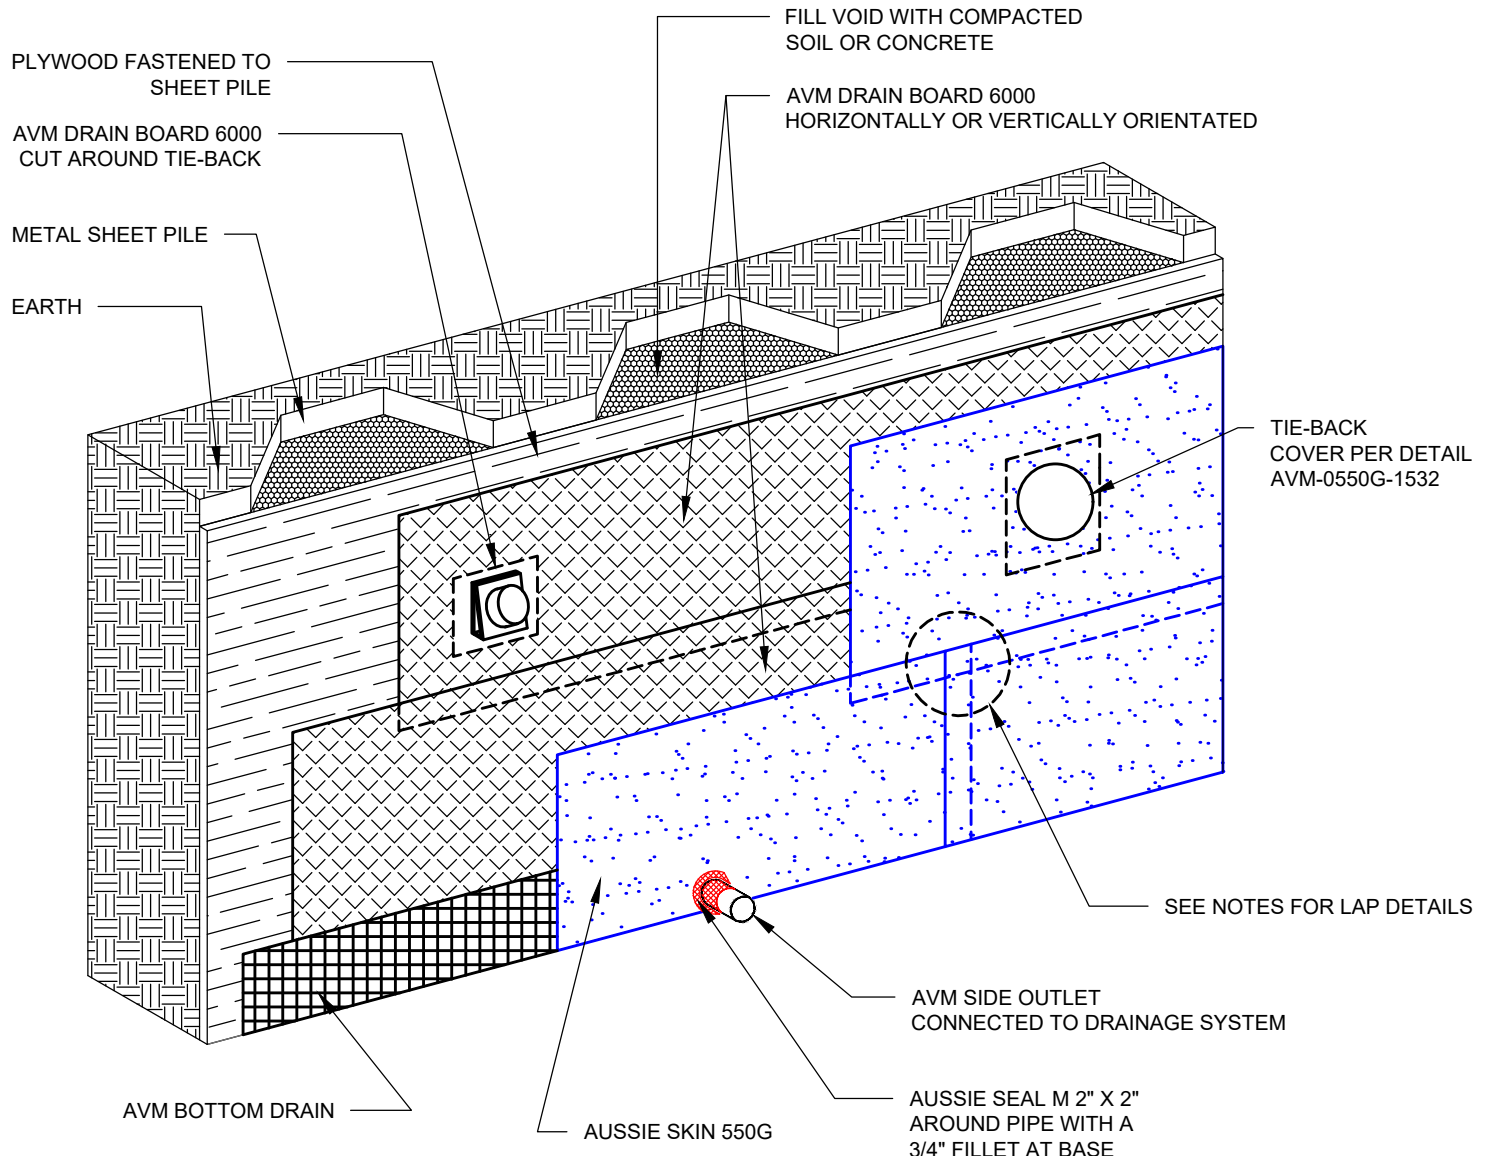 FILL VOID WITH COMPACTED
SOIL OR CONCRETE
PLYWOOD FASTENED TO
SHEET PILE
AVM DRAIN BOARD 6000
HORIZONTALLY OR VERTICALLY ORIENTATED
AVM DRAIN BOARD 6000
CUT AROUND TIE-BACK
METAL SHEET PILE
EARTH
TIE-BACK
COVER PER DETAIL
AVM-0550G-1532
SEE NOTES FOR LAP DETAILS
AVM SIDE OUTLET
CONNECTED TO DRAINAGE SYSTEM
AVM BOTTOM DRAIN
AUSSIE SKIN 550G
AUSSIE SEAL M 2" X 2"
AROUND PIPE WITH A
3/4" FILLET AT BASE